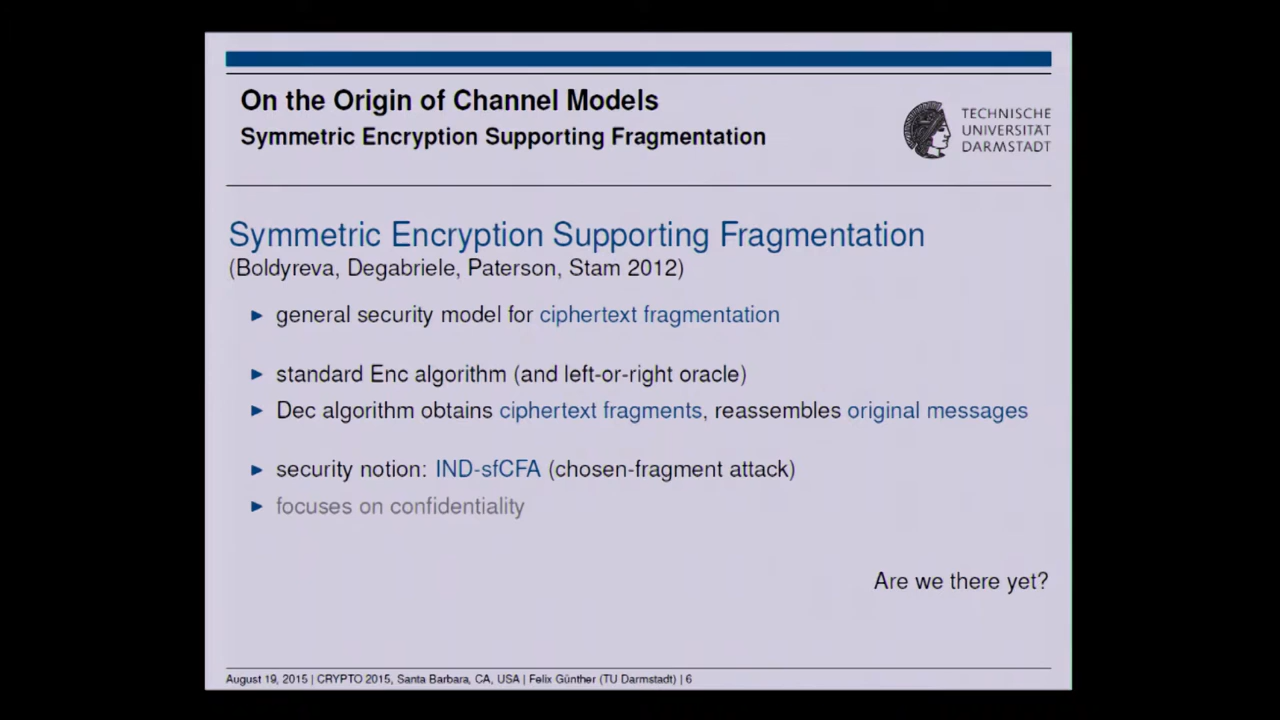 On the Origin of Channel Models
Symmetric Encryption Supporting Fragmentation
TECHNISCHE
UNIVERSITÄT
DARMSTADT
Symmetric Encryption Supporting Fragmentation
(Boldyreva, Degabriele, Paterson, Stam 2012)
► general security model for ciphertext fragmentation
► standard Enc algorithm (and left-or-right oracle)
► Dec algorithm obtains ciphertext fragments, reassembles original messages
► security notion: IND-sfCFA (chosen-fragment attack)
► focuses on confidentiality
Are we there yet?
August 19, 2015 | CRYPTO 2015, Santa Barbara, CA, USA | Felix Günther (TU Darmstadt) | 6